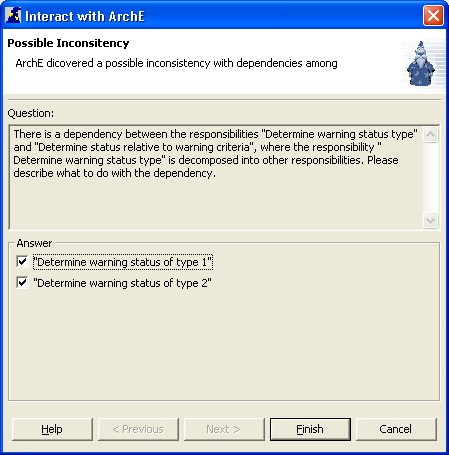 Interact with ArchE
Possible Inconsitency
ArchE dicovered a possible inconsistency with dependencies among
Question:
There is a dependency between the responsibilities "Determine warning status type"
and "Determine status relative to warning criteria", where the responsibility "
Determine warning status type" is decomposed into other responsibilities. Please
describe what to do with the dependency.
Answer
"Determine warning status of type 1"
"Determine warning status of type 2"
Help
< Previous
Next >
Finish
Cancel